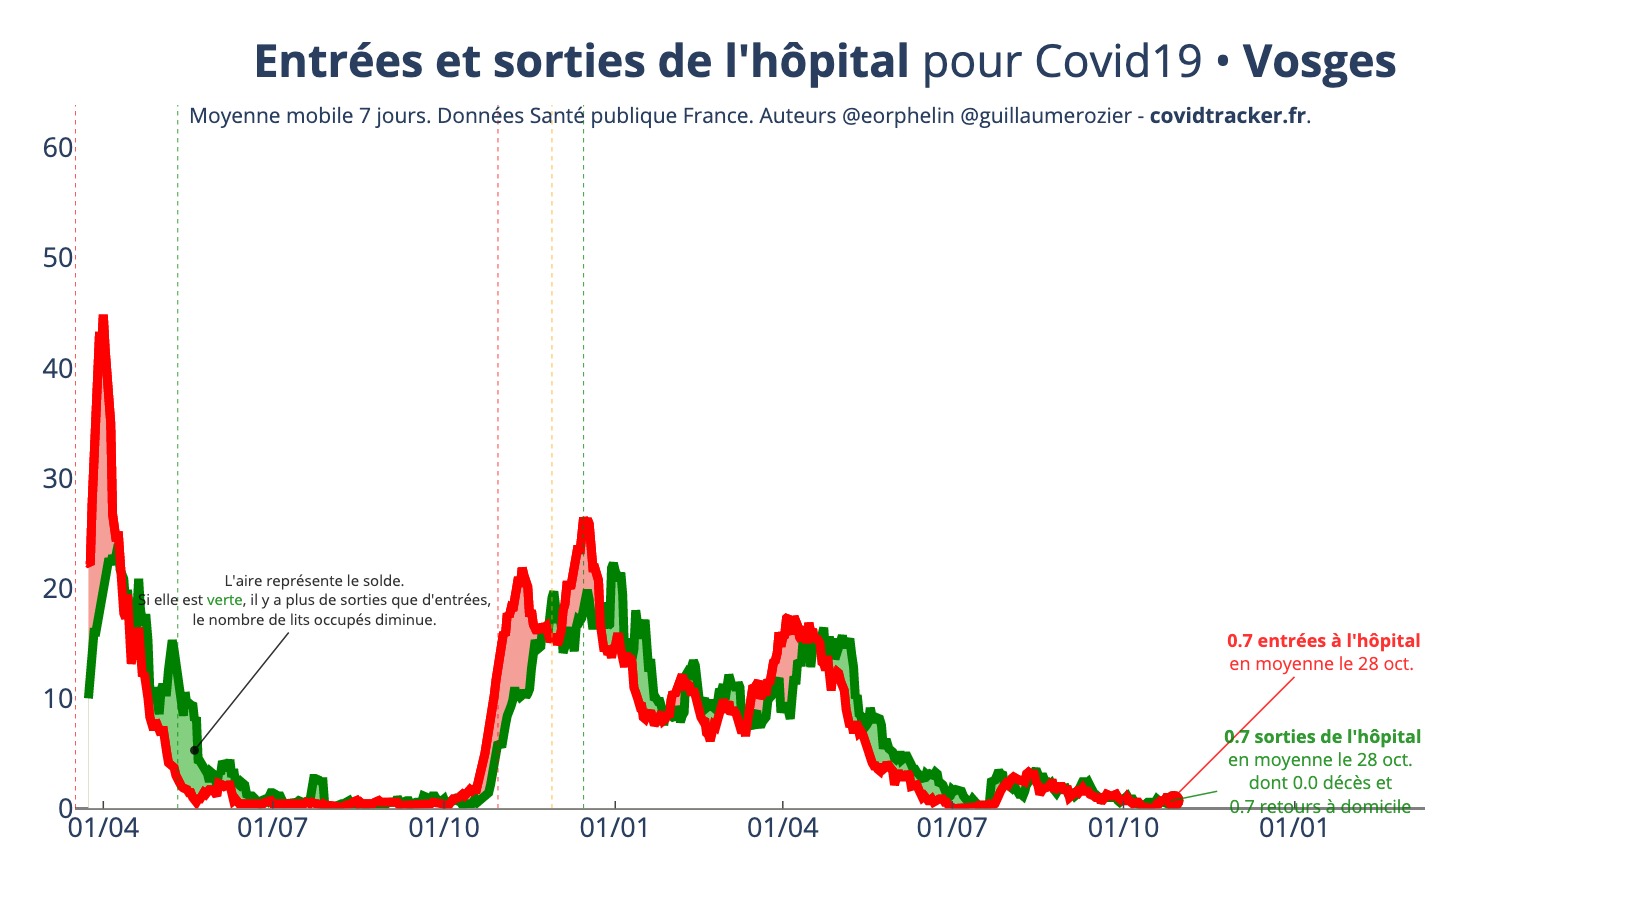 Entrées et sorties de l'hôpital pour Covid19 • Vosges
Moyenne mobile 7 jours. Données Santé publique France. Auteurs @eorphelin @guillaumerozier - covidtracker.fr.
60
50
40
30
20
10
0
L'aire représente le solde.
Si elle est verte, il y a plus de sorties que d'entrées,
le nombre de lits occupés diminue.
0.7 entrées à l'hôpital
en moyenne le 28 oct.
0.7 sorties de l'hôpital
en moyenne le 28 oct.
dont 0.0 décès et
0.7 retours à domicile
01/04
01/07
01/10
01/01
01/04
01/07
01/10
01/01